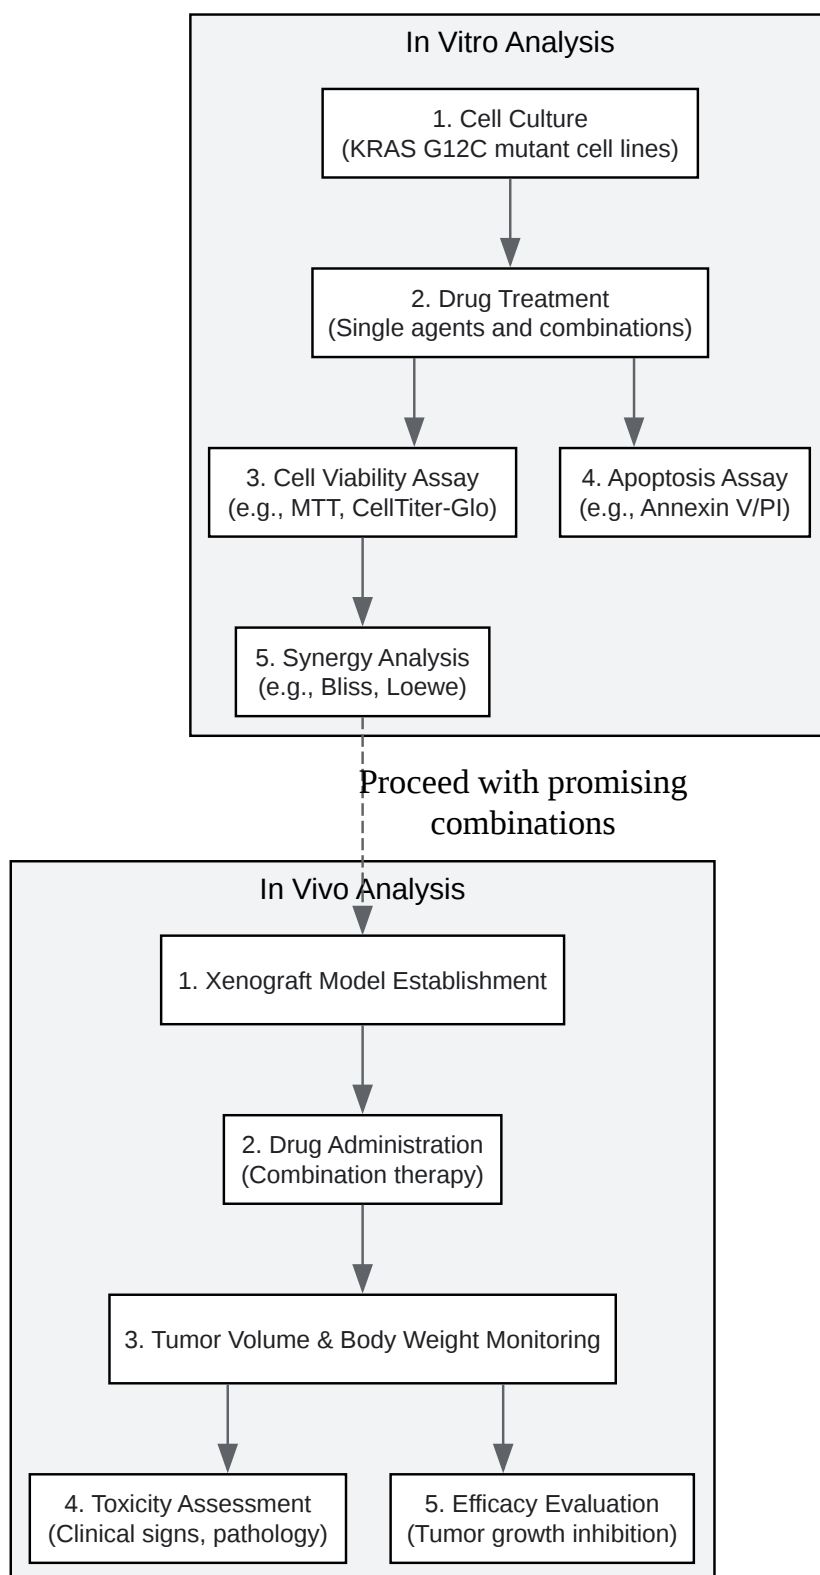 In Vitro Analysis
1. Cell Culture
(KRAS G12C mutant cell lines)
2. Drug Treatment
(Single agents and combinations)
3. Cell Viability Assay
(e.g., MTT, CellTiter-Glo)
4. Apoptosis Assay
(e.g., Annexin V/PI)
5. Synergy Analysis
(e.g., Bliss, Loewe)
Proceed with promising
combinations
In Vivo Analysis
1. Xenograft Model Establishment
2. Drug Administration
(Combination therapy)
3. Tumor Volume & Body Weight Monitoring
4. Toxicity Assessment
(Clinical signs, pathology)
5. Efficacy Evaluation
(Tumor growth inhibition)